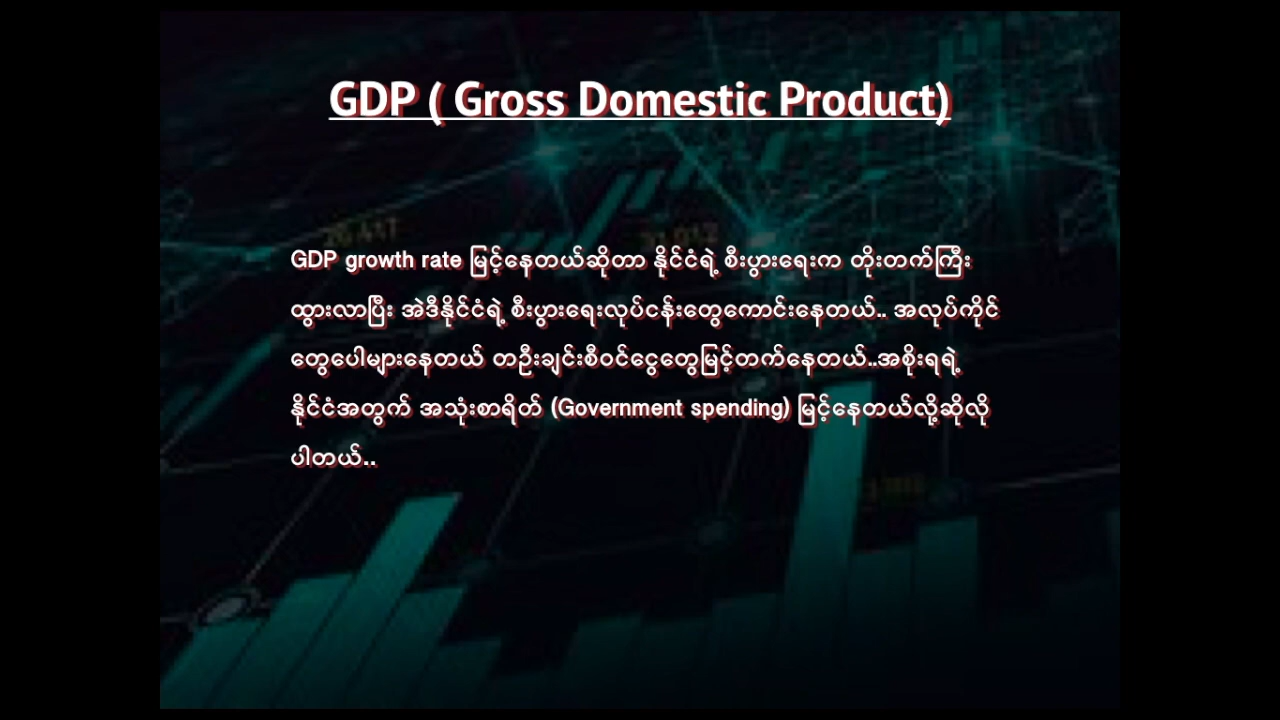 GDP ( Gross Domestic Product)
GDP growth rate မြင့်နေတယ်ဆိုတာ နိုင်ငံရဲ့ စီးပွားရေးက တိုးတက်ကြီး
ထွားလာပြီး အဲဒီနိုင်ငံရဲ့ စီးပွားရေးလုပ်ငန်းတွေကောင်းနေတယ်.. အလုပ်ကိုင်
တွေပေါများနေတယ် တဦးချင်းစီဝင်ငွေတွေမြင့်တက်နေတယ်..အစိုးရရဲ့
နိုင်ငံအတွက် အသုံးစာရိတ် (Government spending) မြင့်နေတယ်လို့ဆိုလို
ပါတယ်..